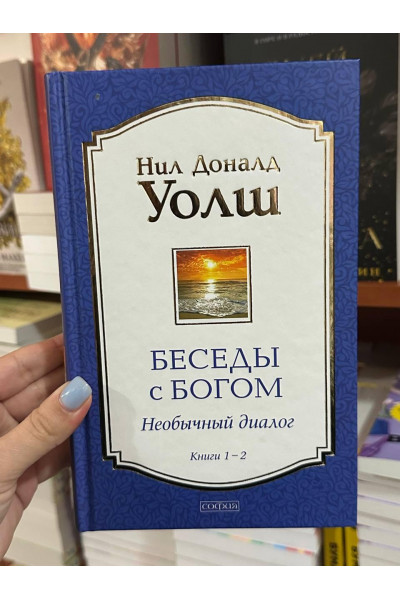 Нил Доналд
Уолш
БЕСЕДЫ
с БОГОМ
Необычный диалог
Книги 1–2
СОФИЯ